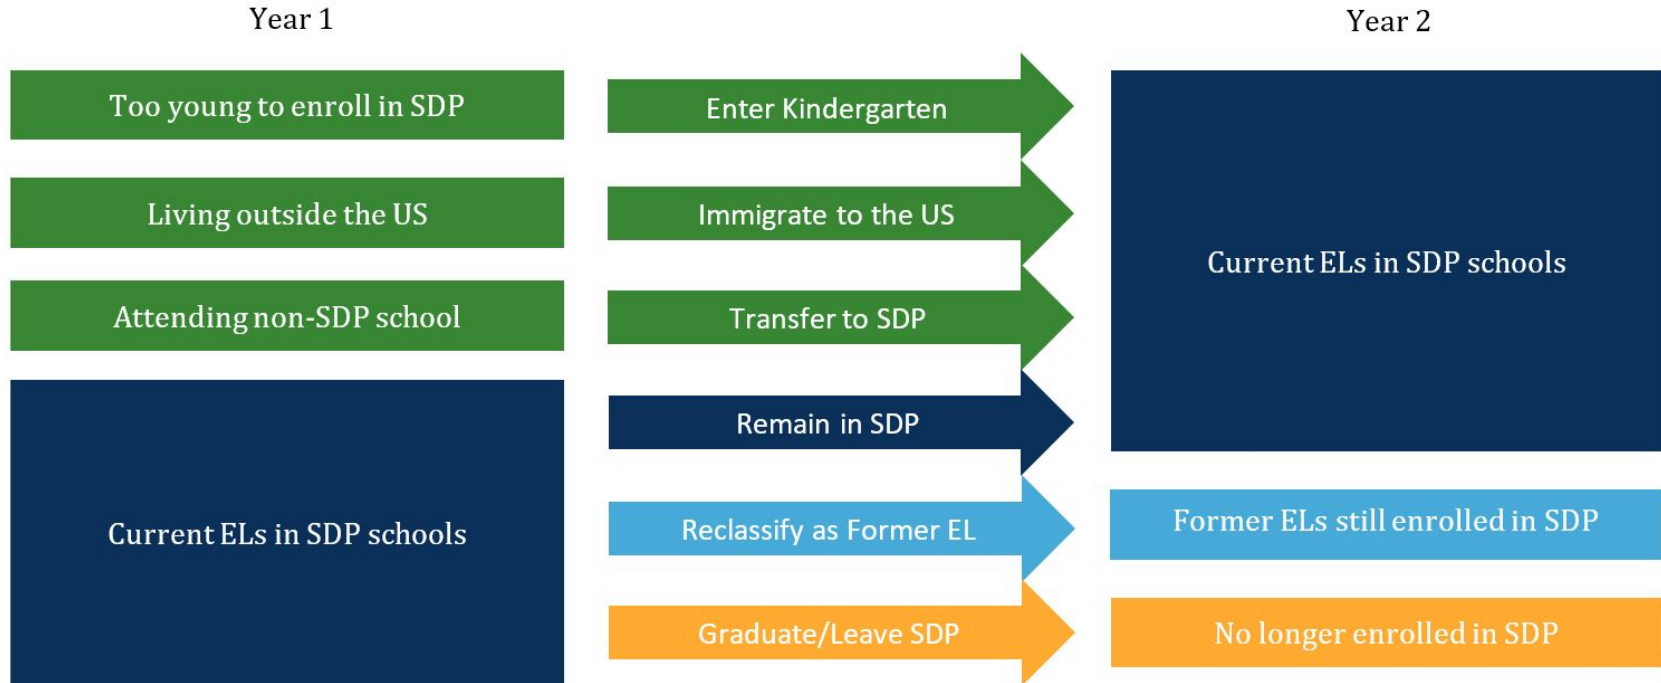 Year 1
Year 2
Too young to enroll in SDP
Enter Kindergarten
Living outside the US
Immigrate to the US
Current ELs in SDP schools
Attending non-SDP school
Transfer to SDP
Remain in SDP
Current ELs in SDP schools
Reclassify as Former EL
Former ELs still enrolled in SDP
Graduate/Leave SDP
No longer enrolled in SDP